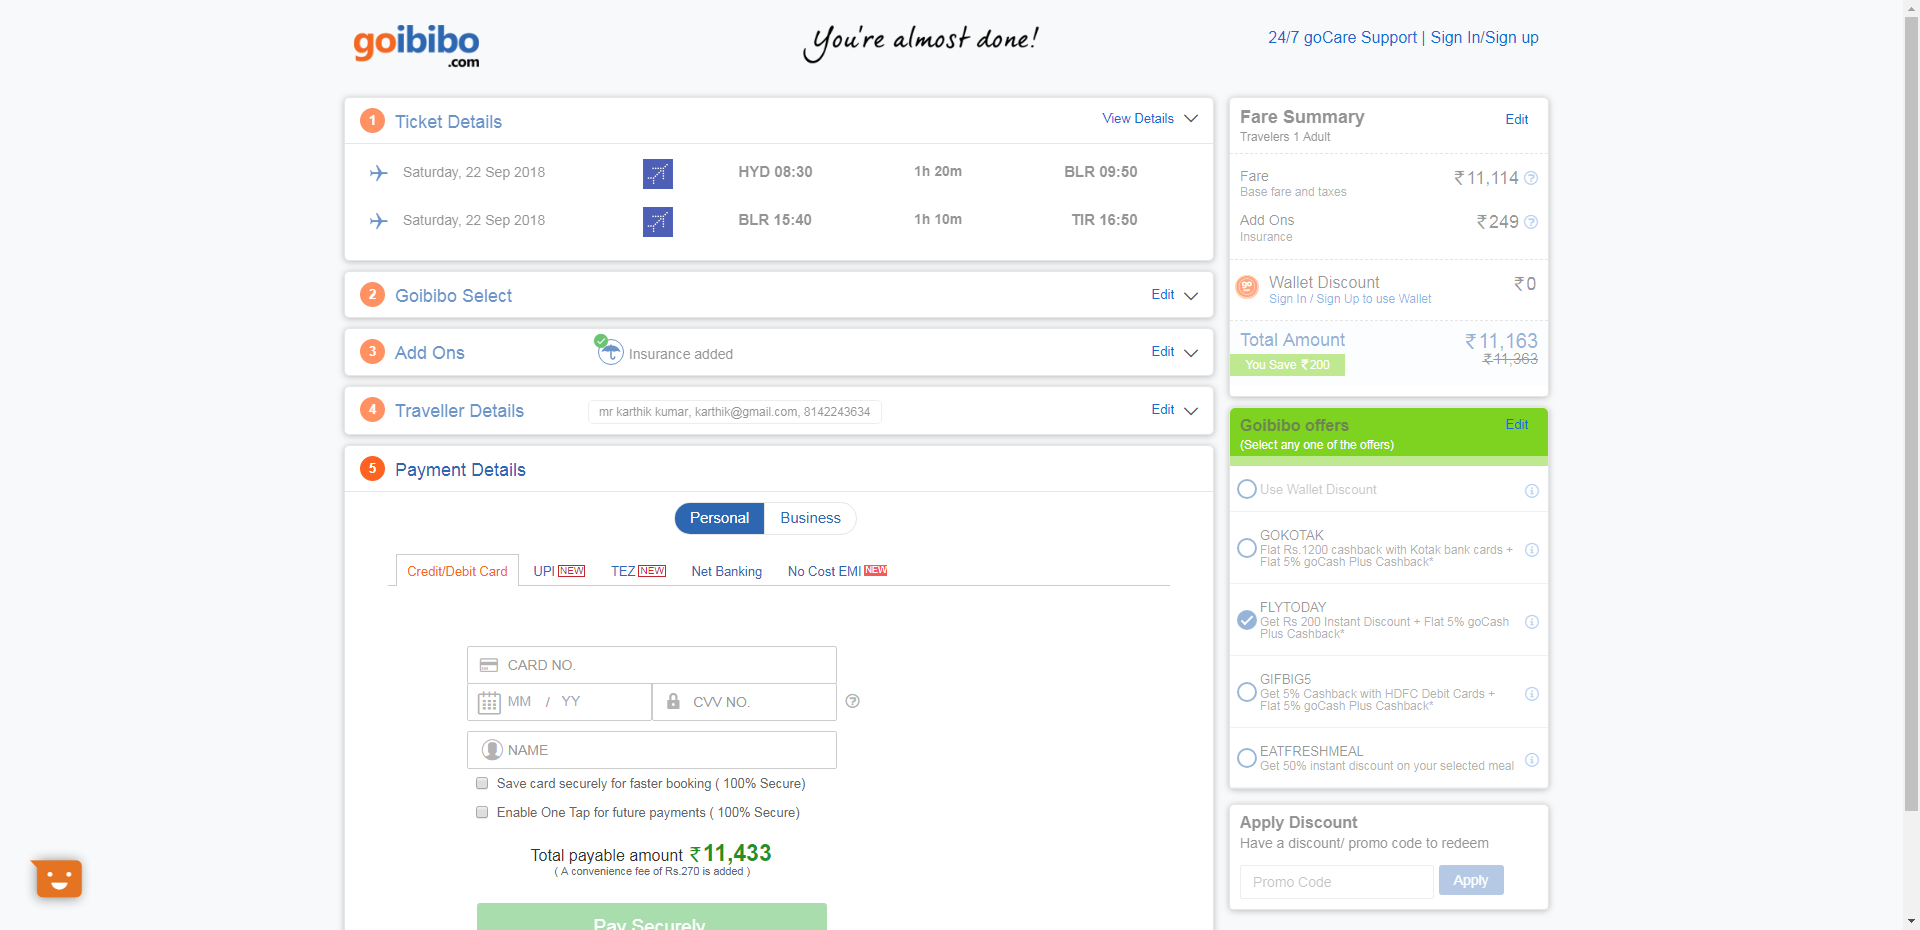 goibibo
.com
You're almost done!
24/7 goCare Support | Sign In/Sign up
1 Ticket Details View Details
Saturday, 22 Sep 2018 HYD 08:30 1h 20m BLR 09:50
Saturday, 22 Sep 2018 BLR 15:40 1h 10m TIR 16:50
2 Goibibo Select Edit
3 Add Ons Insurance added Edit
4 Traveller Details mr karthik kumar, karthik@gmail.com, 8142243634 Edit
5 Payment Details
Personal Business
Credit/Debit Card UPI NEW TEZ NEW Net Banking No Cost EMI NEW
CARD NO.
MM / YY CVV NO. ?
NAME
Save card securely for faster booking ( 100% Secure)
Enable One Tap for future payments ( 100% Secure)
Total payable amount ₹11,433
( A convenience fee of Rs.270 is added )
Pay Securely
Fare Summary Edit
Travelers 1 Adult
Fare ₹11,114 ?
Base fare and taxes
Add Ons ₹249 ?
Insurance
go Wallet Discount ₹0
Sign In / Sign Up to use Wallet
Total Amount ₹11,163
₹11,363
You Save ₹200
Goibibo offers Edit
(Select any one of the offers)
Use Wallet Discount
GOKOTAK
Flat Rs.1200 cashback with Kotak bank cards +
Flat 5% goCash Plus Cashback*
FLYTODAY
Get Rs 200 Instant Discount + Flat 5% goCash
Plus Cashback*
GIFBIG5
Get 5% Cashback with HDFC Debit Cards +
Flat 5% goCash Plus Cashback*
EATFRESHMEAL
Get 50% instant discount on your selected meal
Apply Discount
Have a discount/ promo code to redeem
Promo Code Apply